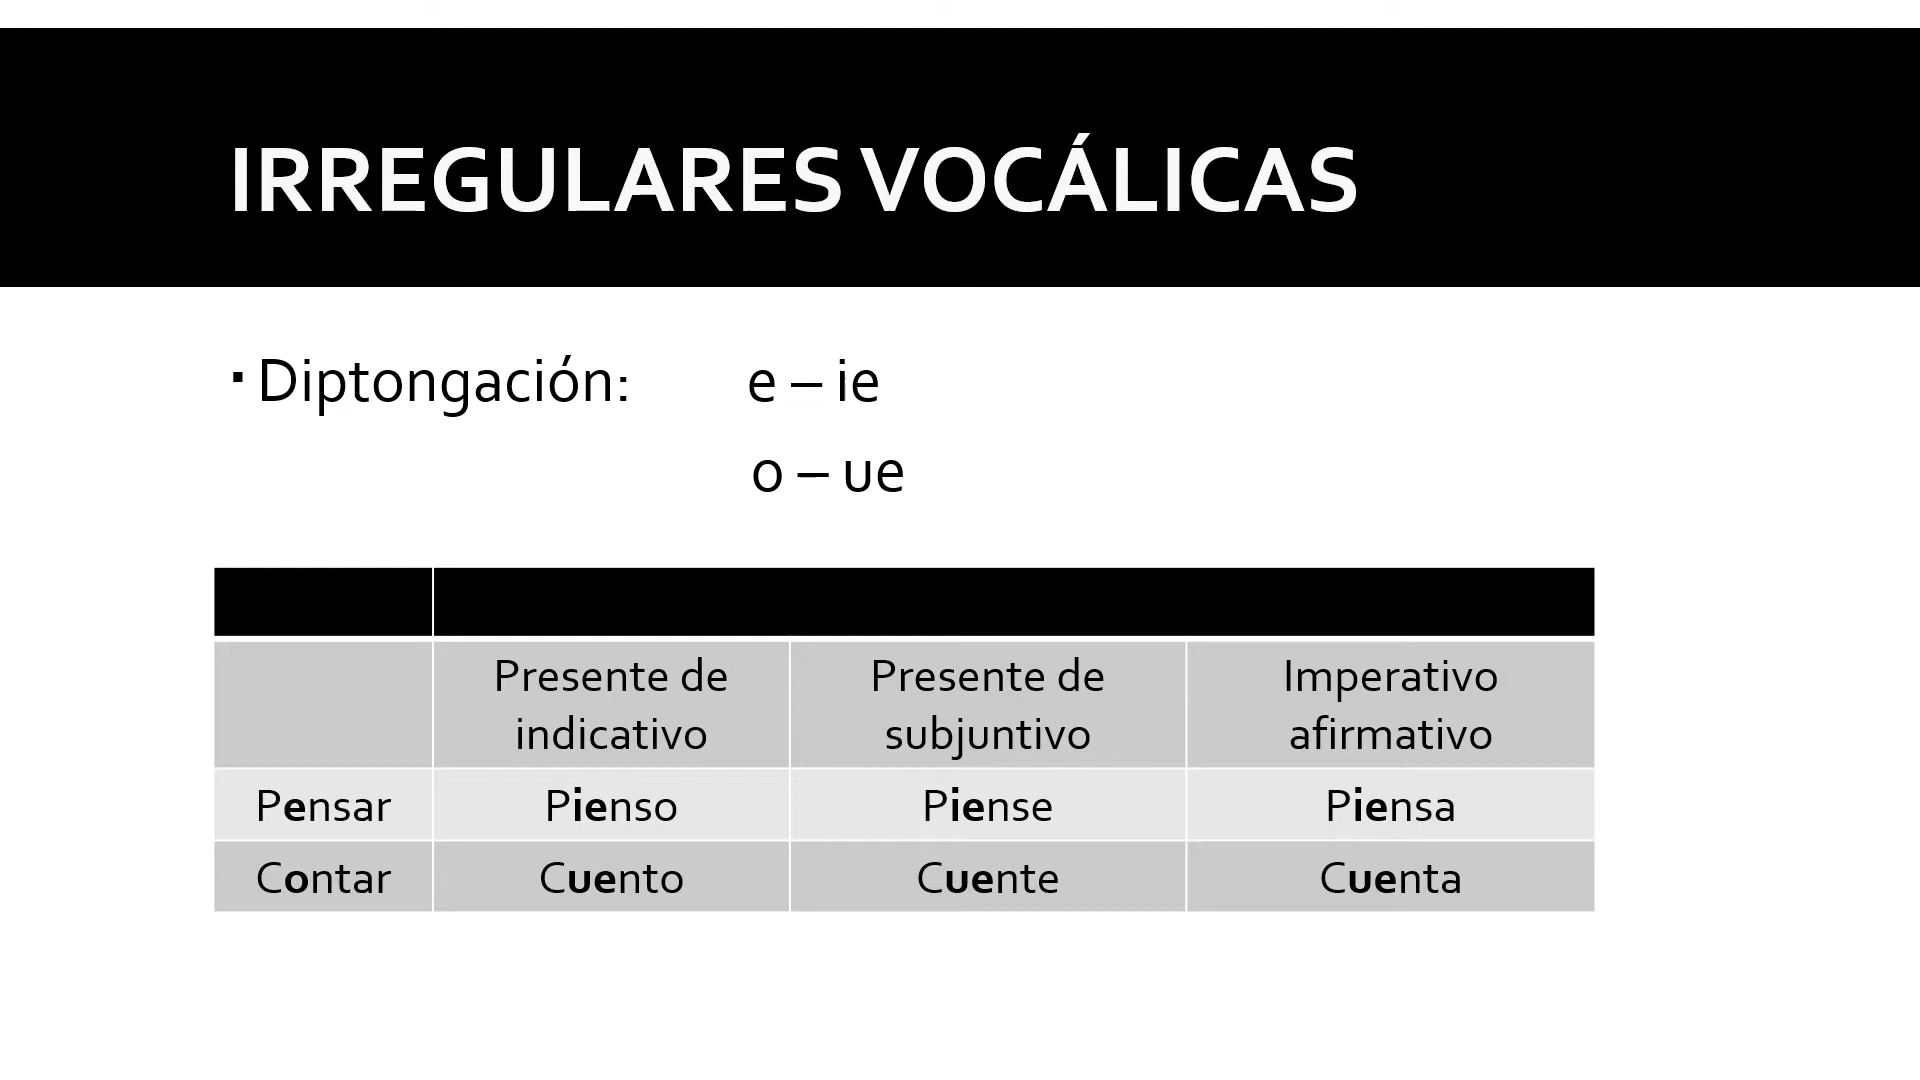 IRREGULARES VOCÁLICAS
▪ Diptongación: e – ie
o – ue
Presente de indicativo Presente de subjuntivo Imperativo afirmativo
Pensar Pienso Piense Piensa
Contar Cuento Cuente Cuenta